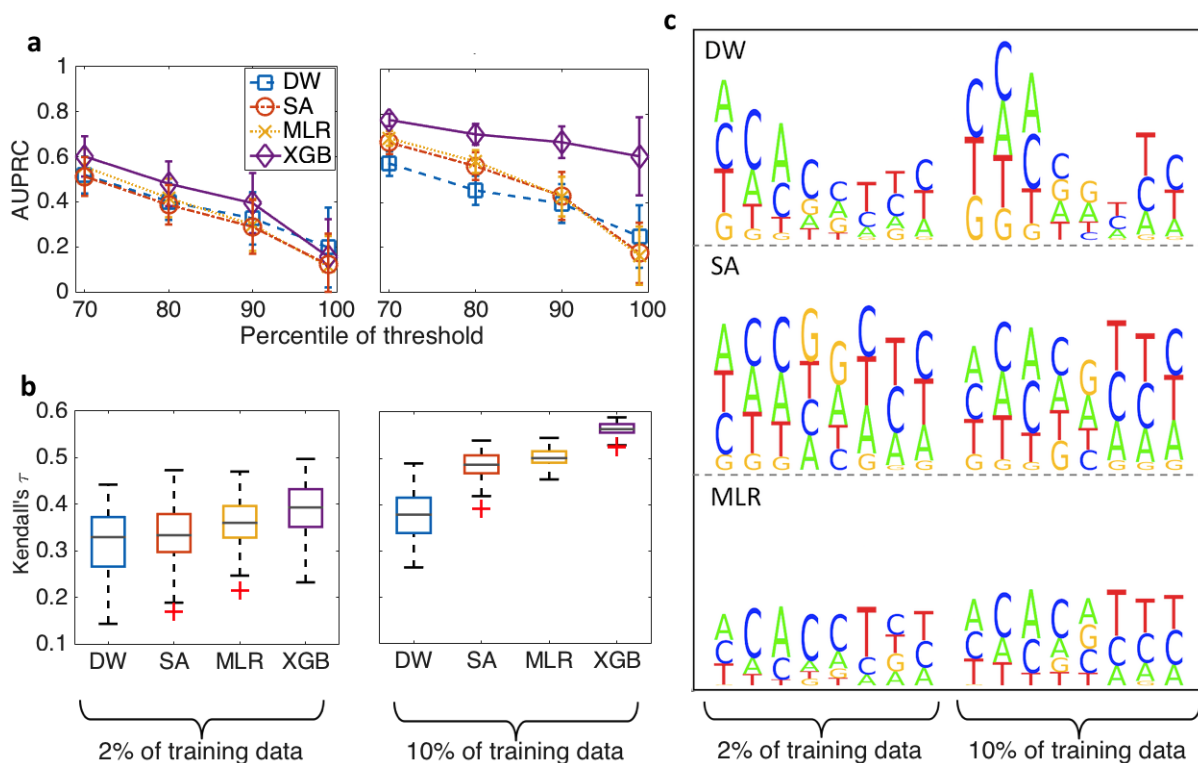 a
1
0.8
0.6
0.4
0.2
0
AUPRC
DW
SA
MLR
XGB
70 80 90 100
70 80 90 100
Percentile of threshold
b
0.6
0.5
0.4
0.3
0.2
0.1
Kendall's τ
DW SA MLR XGB
DW SA MLR XGB
2% of training data
10% of training data
c
DW
SA
MLR
2% of training data
10% of training data